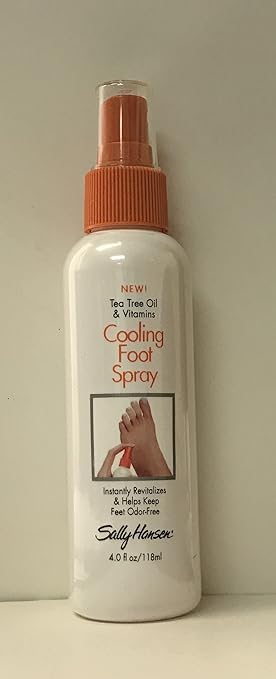 NEW!
Tea Tree Oil
& Vitamins
Cooling
Foot
Spray
Instantly Revitalizes
& Helps Keep
Feet Odor-Free
Sally Hansen®
4.0 fl oz/118ml